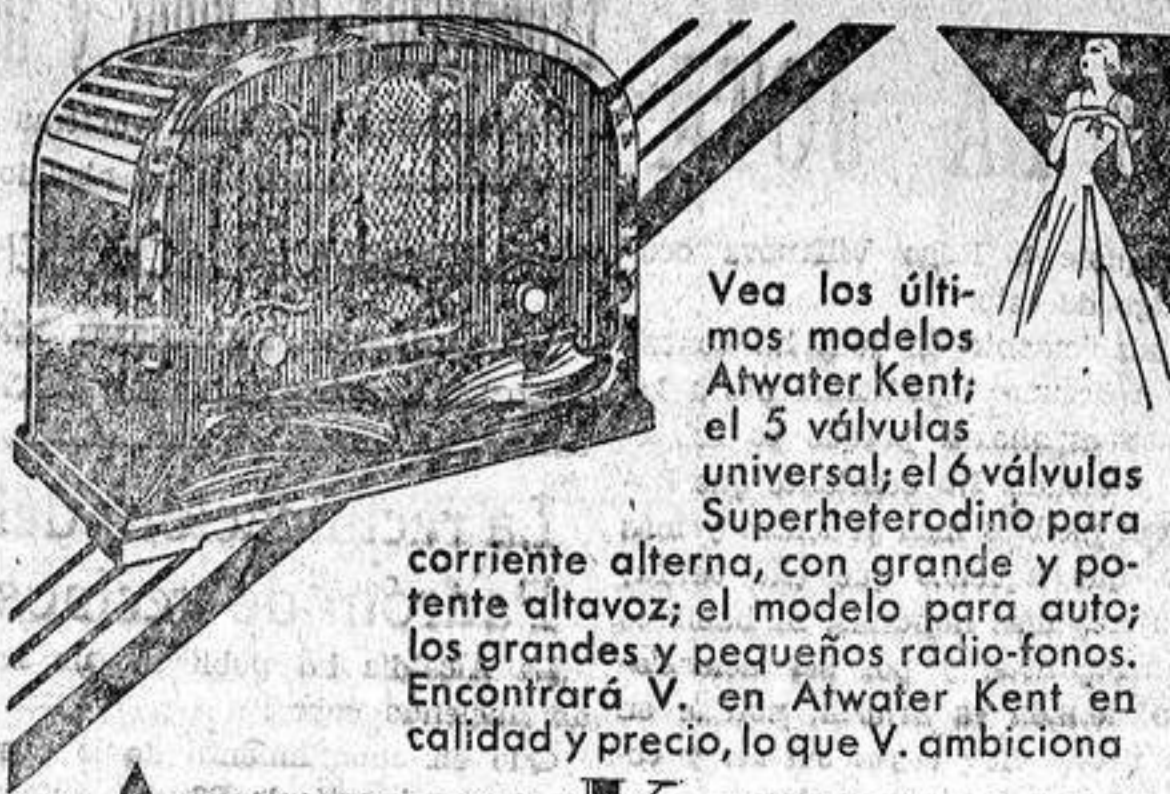 Vea los últi-
mos modelos
Atwater Kent;
el 5 válvulas
universal; el 6 válvulas
Superheterodino para
corriente alterna, con grande y po-
tente altavoz; el modelo para auto;
los grandes y pequeños radio-fonos.
Encontrará V. en Atwater Kent en
calidad y precio, lo que V. ambiciona